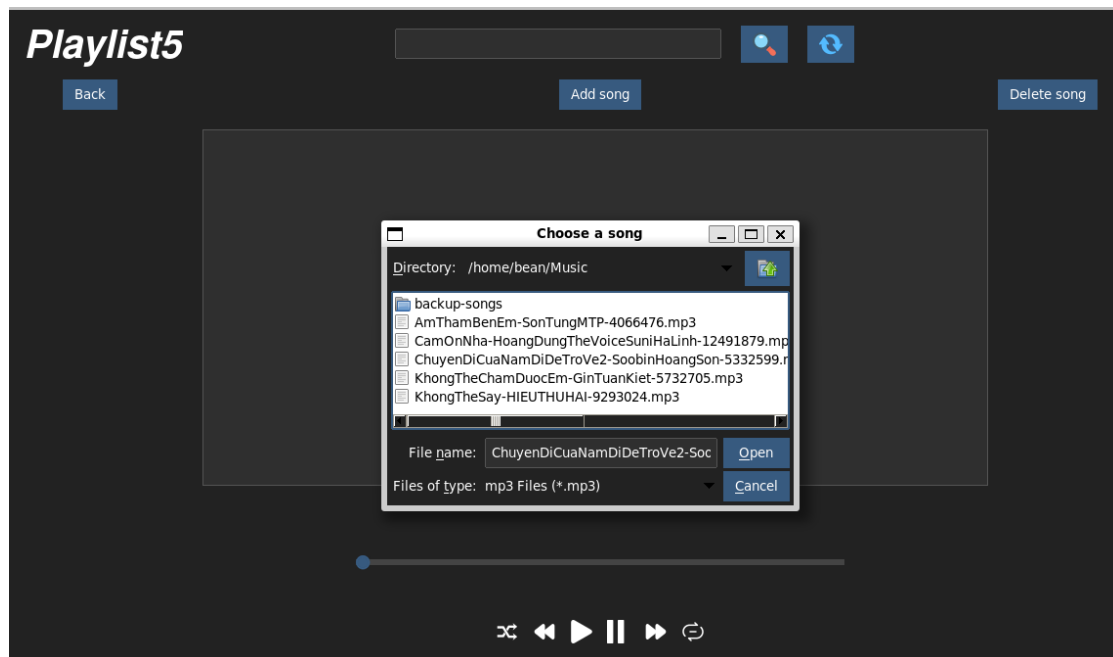 Playlist5
Back
Add song
Delete song
Choose a song
Directory: /home/bean/Music
backup-songs
AmThamBenEm-SonTungMTP-4066476.mp3
CamOnNha-HoangDungTheVoiceSuniHaLinh-12491879.mp
ChuyenDiCuaNamDiDeTroVe2-SoobinHoangSon-5332599.r
KhongTheChamDuocEm-GinTuanKiet-5732705.mp3
KhongTheSay-HIEUTHUHAI-9293024.mp3
File name: ChuyenDiCuaNamDiDeTroVe2-Soc Open
Files of type: mp3 Files (*.mp3) Cancel